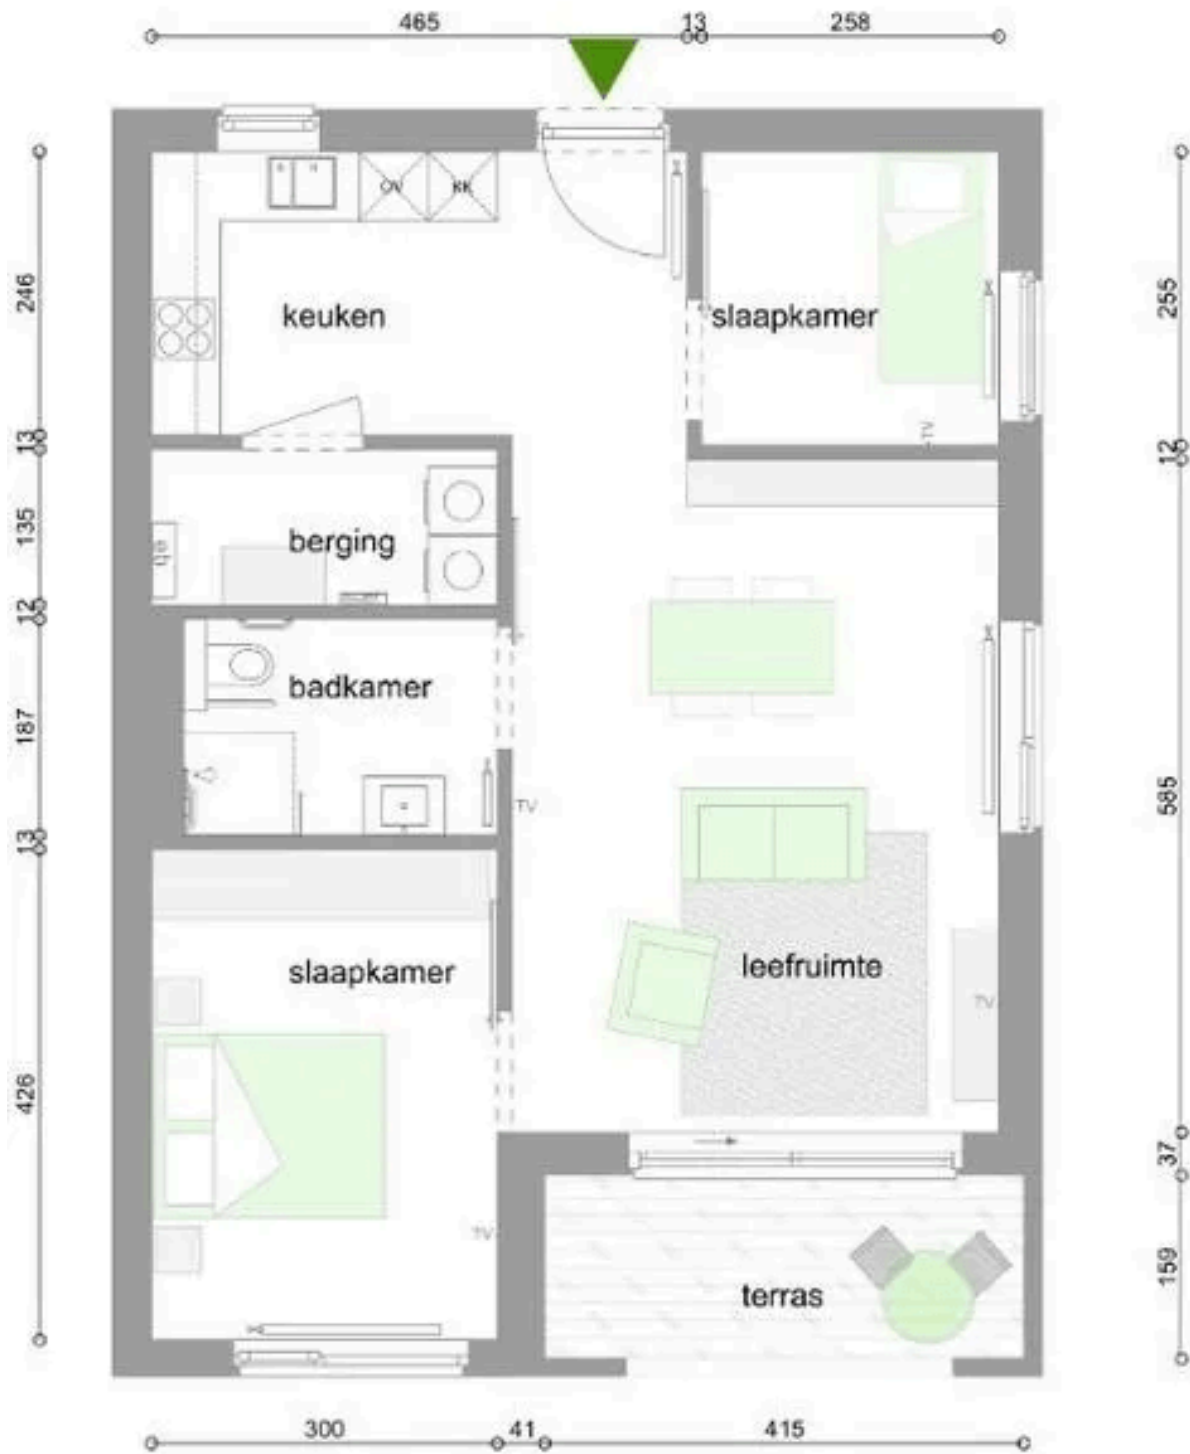 465
13
258
OV
KK
246
keuken
slaapkamer
255
TV
13
12
135
berging
12
badkamer
187
TV
585
13
slaapkamer
leefruimte
TV
426
37
TV
terras
159
300
41
415